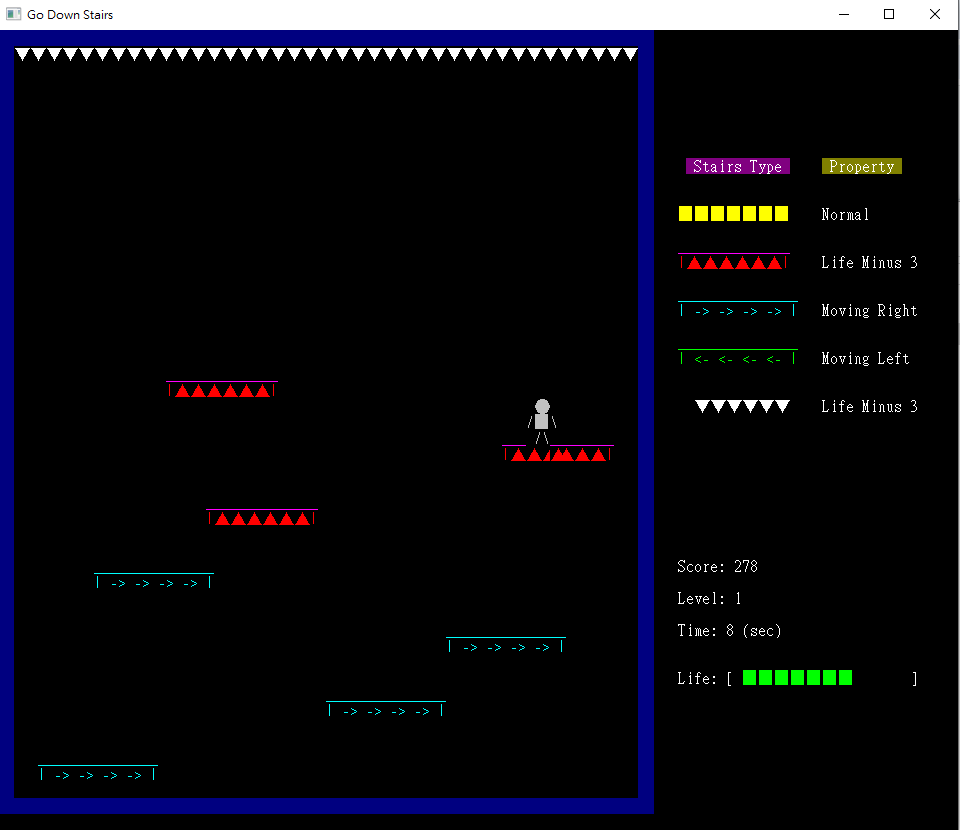 Go Down Stairs
Stairs Type Property
Normal
Life Minus 3
| -> -> -> -> | Moving Right
| <- <- <- <- | Moving Left
Life Minus 3
Score: 278
| -> -> -> -> |
Level: 1
Time: 8 (sec)
| -> -> -> -> |
Life: [ ]
| -> -> -> -> |
| -> -> -> -> |